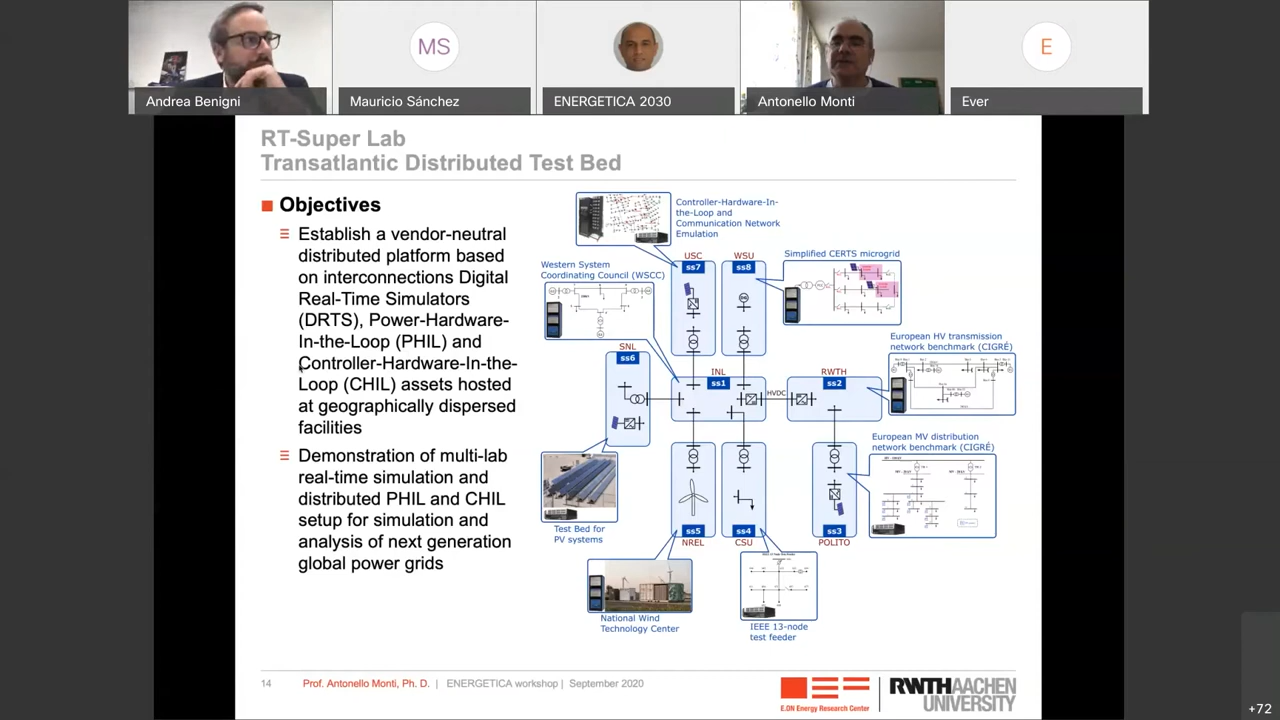 MS
E
Andrea Benigni
Mauricio Sánchez
ENERGETICA 2030
Antonello Monti
Ever
RT-Super Lab
Transatlantic Distributed Test Bed
Objectives
Establish a vendor-neutral
distributed platform based
on interconnections Digital
Real-Time Simulators
(DRTS), Power-Hardware-
In-the-Loop (PHIL) and
Controller-Hardware-In-the-
Loop (CHIL) assets hosted
at geographically dispersed
facilities
Demonstration of multi-lab
real-time simulation and
distributed PHIL and CHIL
setup for simulation and
analysis of next generation
global power grids
Controller-Hardware-In-
the-Loop and
Communication Network
Emulation
Western System
Coordinating Council (WSCC)
USC
ss7
WSU
ss8
Simplified CERTS microgrid
European HV transmission
network benchmark (CIGRÉ)
SNL
ss6
INL
ss1
HVDC
RWTH
ss2
European MV distribution
network benchmark (CIGRÉ)
Test Bed for
PV systems
ss5
NREL
ss4
CSU
ss3
POLITO
National Wind
Technology Center
IEEE 13-node
test feeder
14
Prof. Antonello Monti, Ph. D. | ENERGETICA workshop | September 2020
E.ON Energy Research Center
RWTHAACHEN
UNIVERSITY
+72